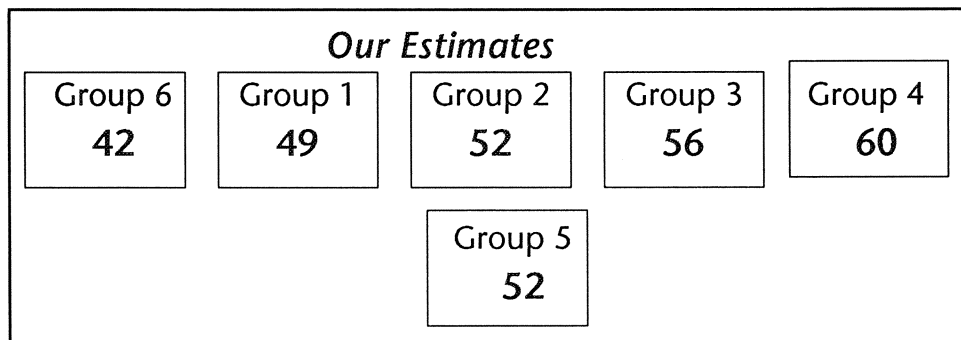 Our Estimates
Group 6
42
Group 1
49
Group 2
52
Group 3
56
Group 4
60
Group 5
52